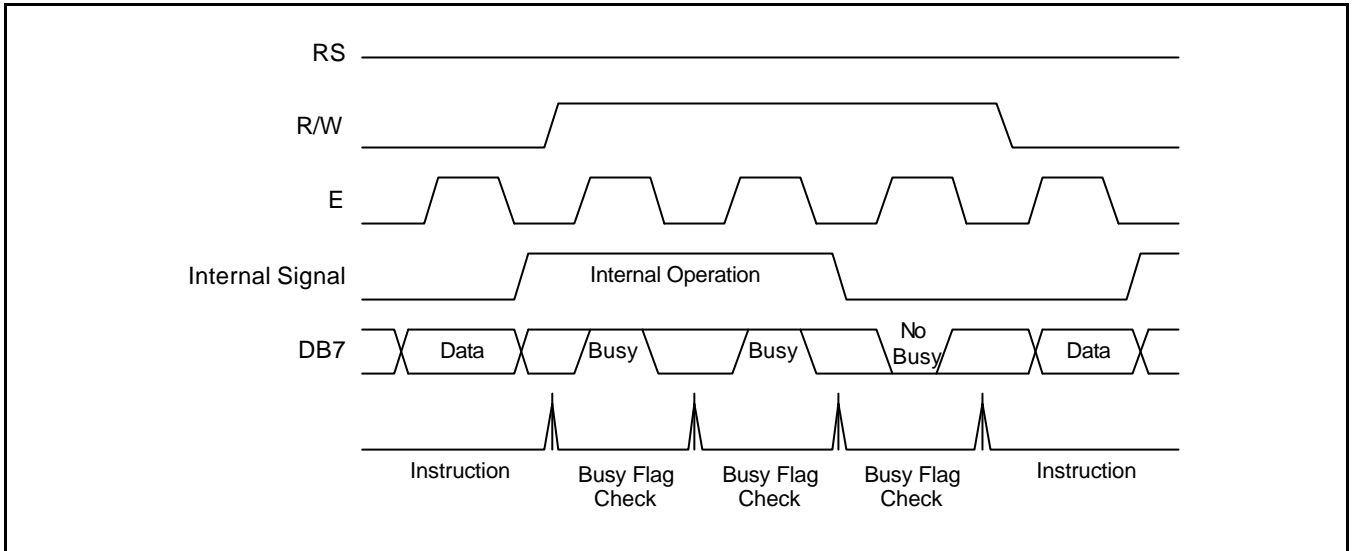 RS
R/W
E
Internal Signal
Internal Operation
DB7
Data
Busy
Busy
No
Busy
Data
Instruction
Busy Flag
Check
Busy Flag
Check
Busy Flag
Check
Instruction